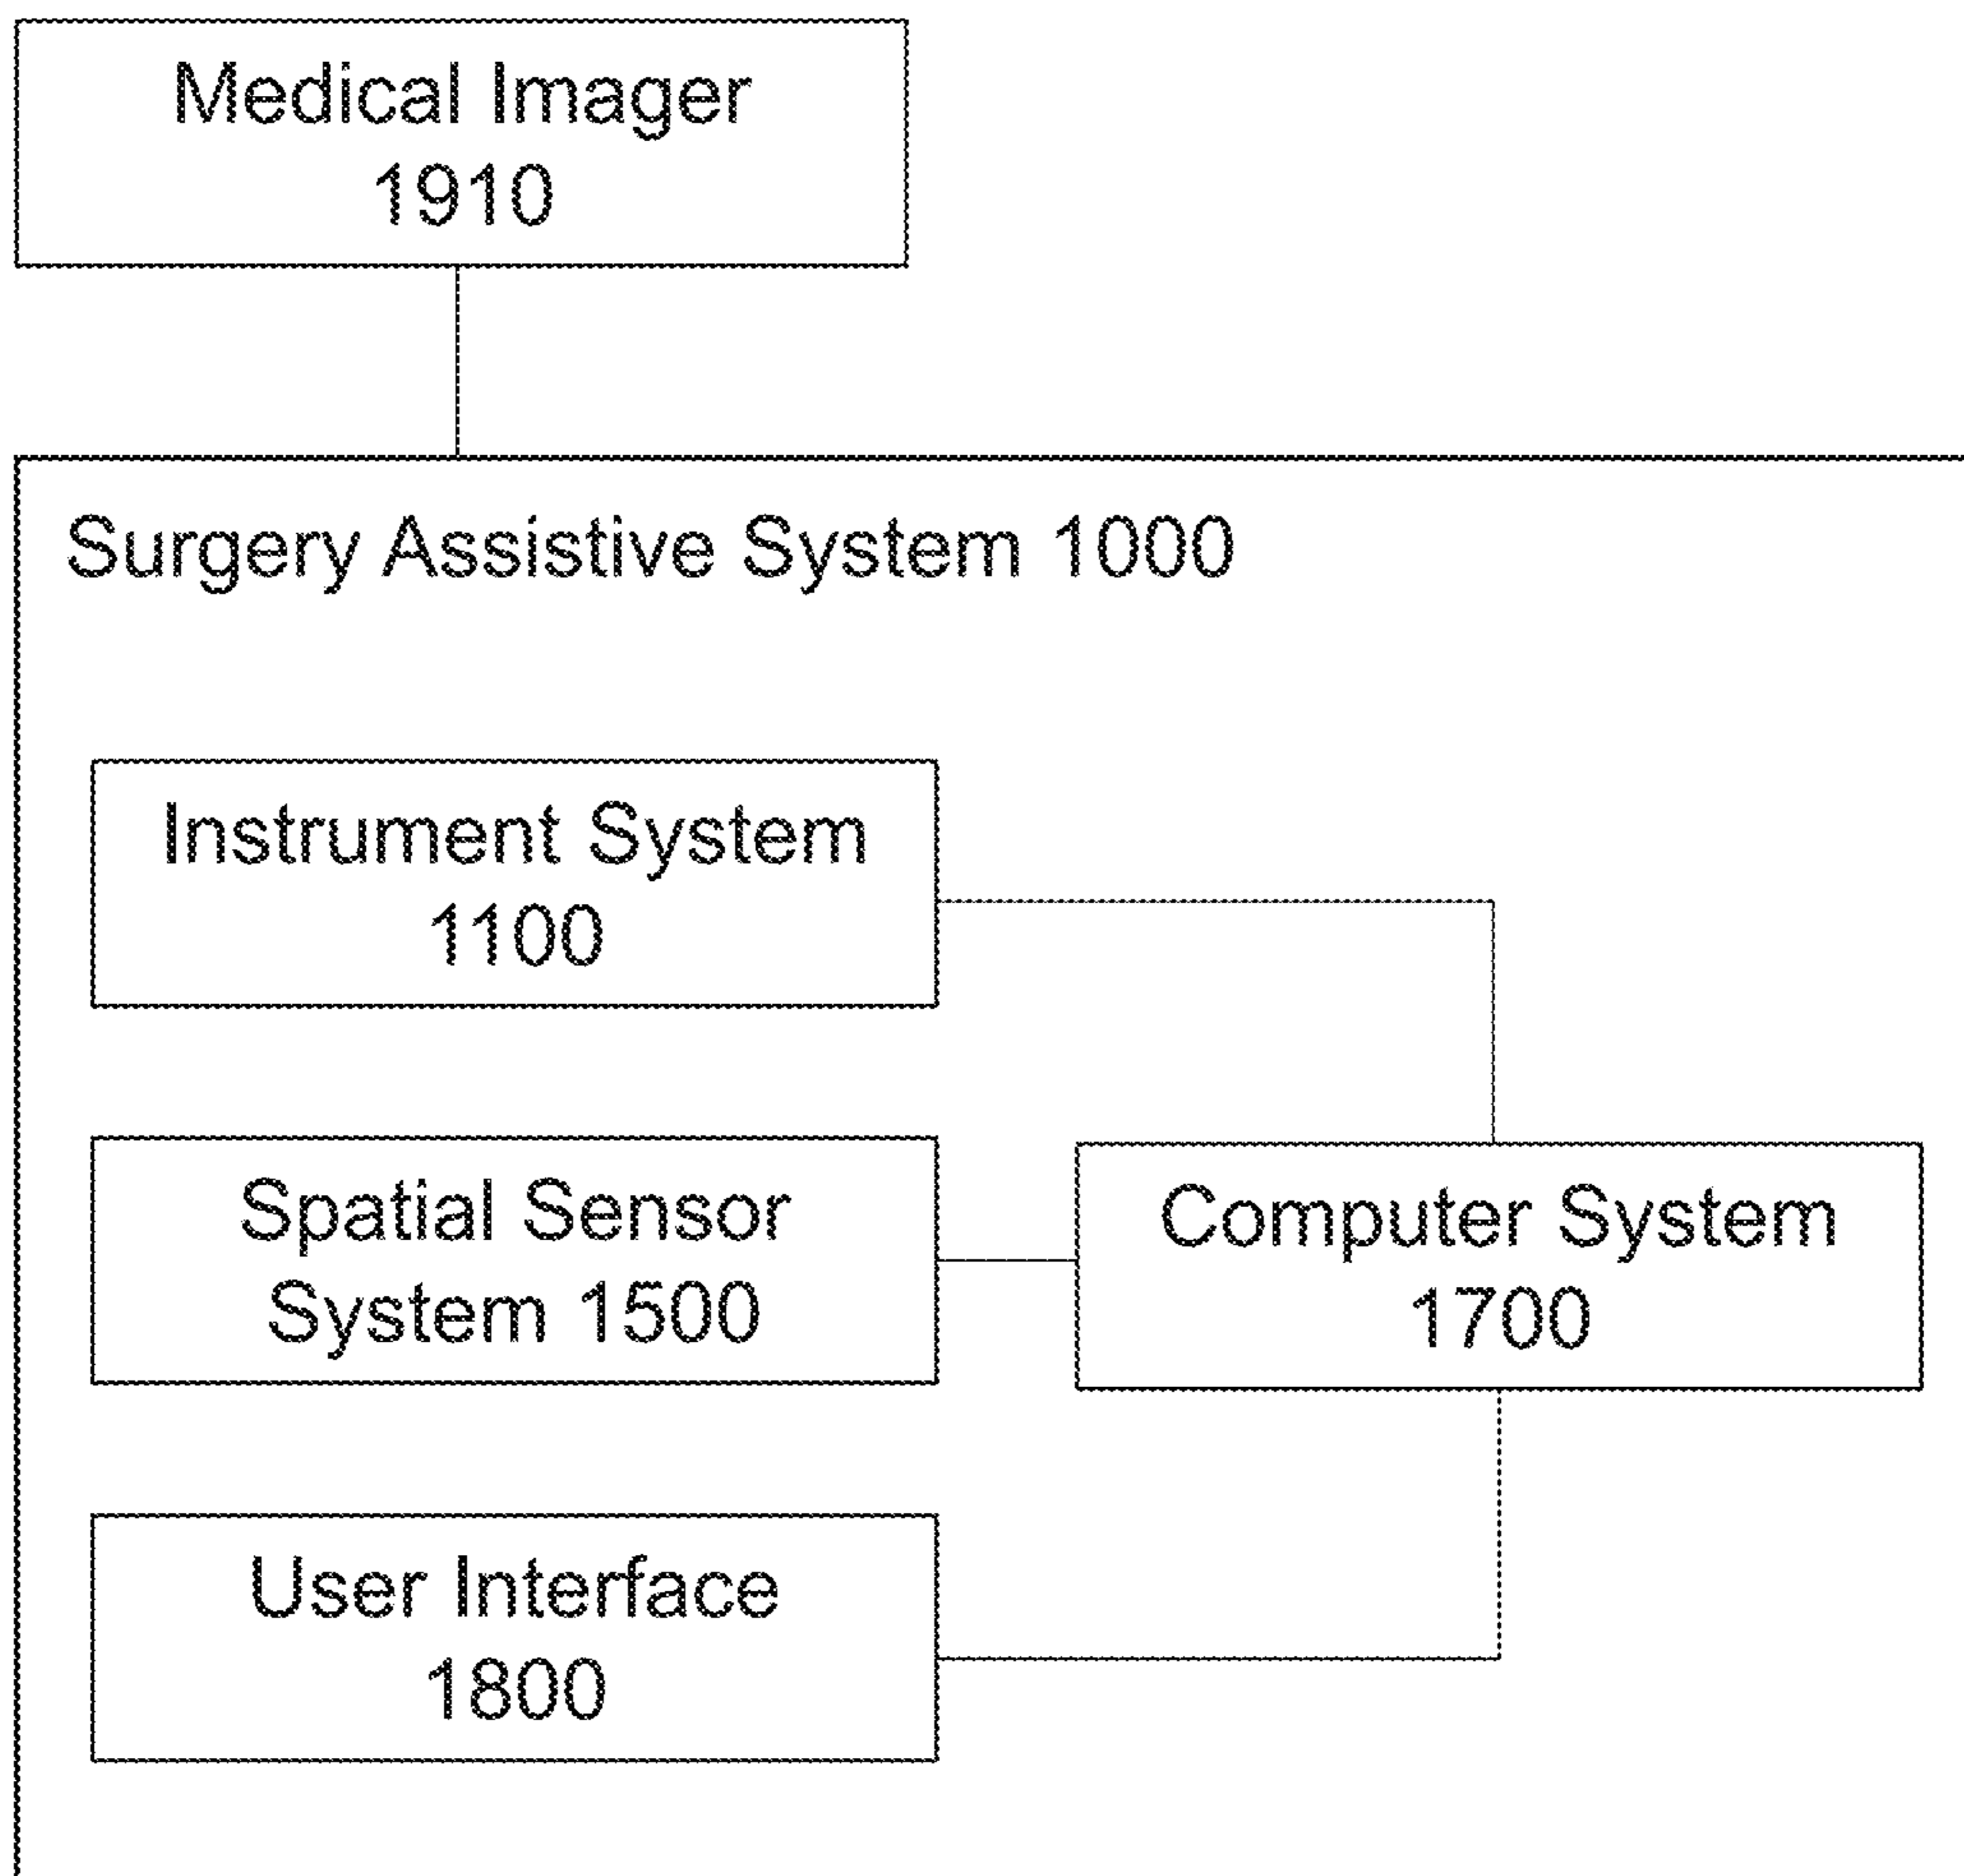 Medical Imager
1910
Surgery Assistive System 1000
Instrument System
1100
Spatial Sensor
System 1500
Computer System
1700
User Interface
1800